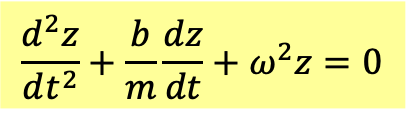 d²z/dt² + b/m dz/dt + ω²z = 0